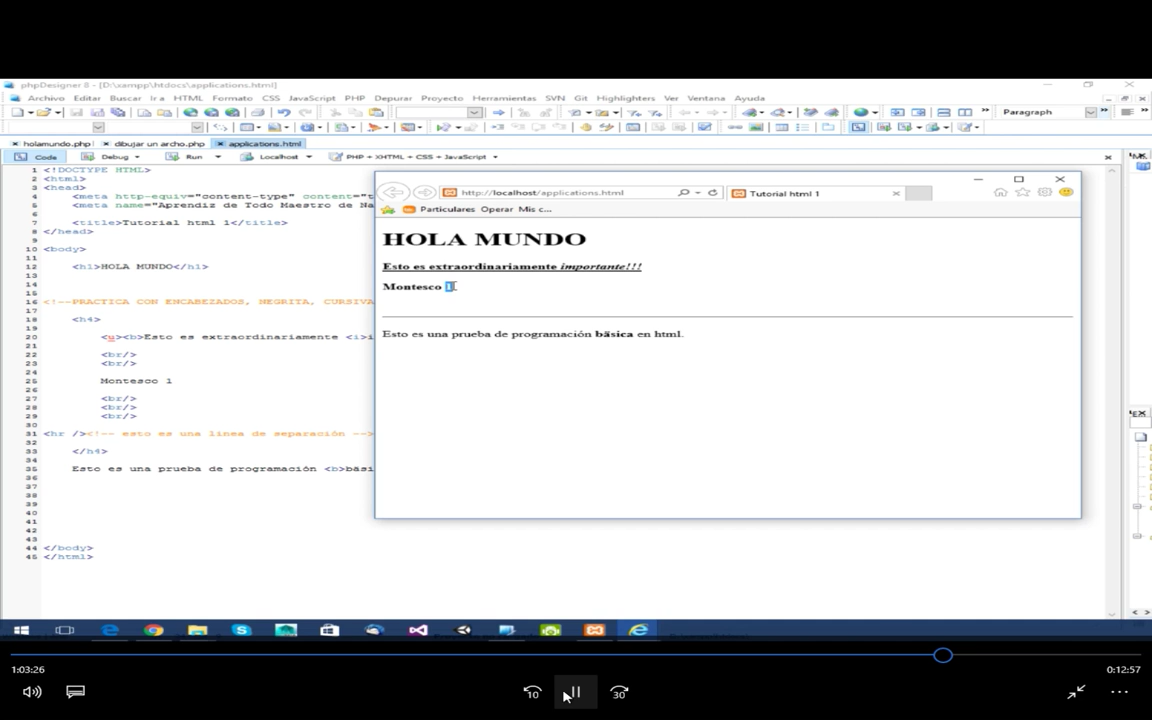 phpDesigner 8 - [D:\xampp\htdocs\applications.html]
Archivo Editar Buscar Ir a HTML Formato CSS JavaScript PHP Depurar Proyecto Herramientas SVN Git Highlighters Ver Ventana Ayuda
Paragraph
holamundo.php dibujar un archo.php applications.html
Code Debug Run Localhost PHP + XHTML + CSS + JavaScript
1 <!DOCTYPE HTML>
2 <html>
3 <head>
4 <meta http-equiv="content-type" content="t
5 <meta name="Aprendiz de Todo Maestro de Na
6
7 <title>Tutorial html 1</title>
8 </head>
9
10 <body>
11
12 <h1>HOLA MUNDO</h1>
13
14
15
16 <!--PRACTICA CON ENCABEZADOS, NEGRITA, CURSIVA
17
18 <h4>
19
20 <u><b>Esto es extraordinariamente <i>i
21
22 <br/>
23 <br/>
24
25 Montesco 1
26
27 <br/>
28 <br/>
29 <br/>
30
31 <hr /><!-- esto es una linea de separación -->
32
33 </h4>
34
35 Esto es una prueba de programación <b>bäsi
36
37
38
39
40
41
42
43
44 </body>
45 </html>
http://localhost/applications.html
Tutorial html 1
Particulares Operar Mis c...
HOLA MUNDO
Esto es extraordinariamente importante!!!
Montesco 1
Esto es una prueba de programación bäsica en html.
1:03:26
0:12:57
10
30